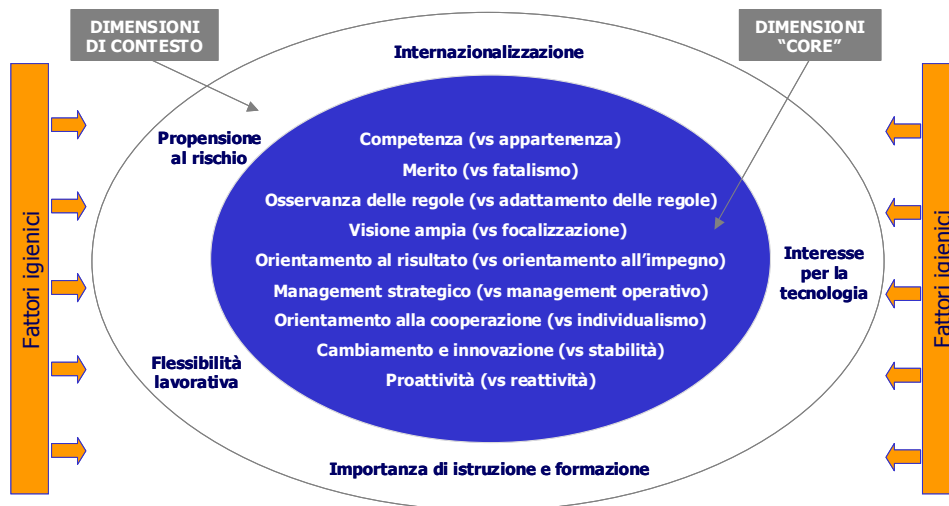 DIMENSIONI
DI CONTESTO
DIMENSIONI
“CORE”
Internazionalizzazione
Propensione
al rischio
Competenza (vs appartenenza)
Merito (vs fatalismo)
Osservanza delle regole (vs adattamento delle regole)
Visione ampia (vs focalizzazione)
Orientamento al risultato (vs orientamento all’impegno)
Management strategico (vs management operativo)
Orientamento alla cooperazione (vs individualismo)
Cambiamento e innovazione (vs stabilità)
Proattività (vs reattività)
Interesse
per la
tecnologia
Flessibilità
lavorativa
Importanza di istruzione e formazione
Fattori igienici
Fattori igienici